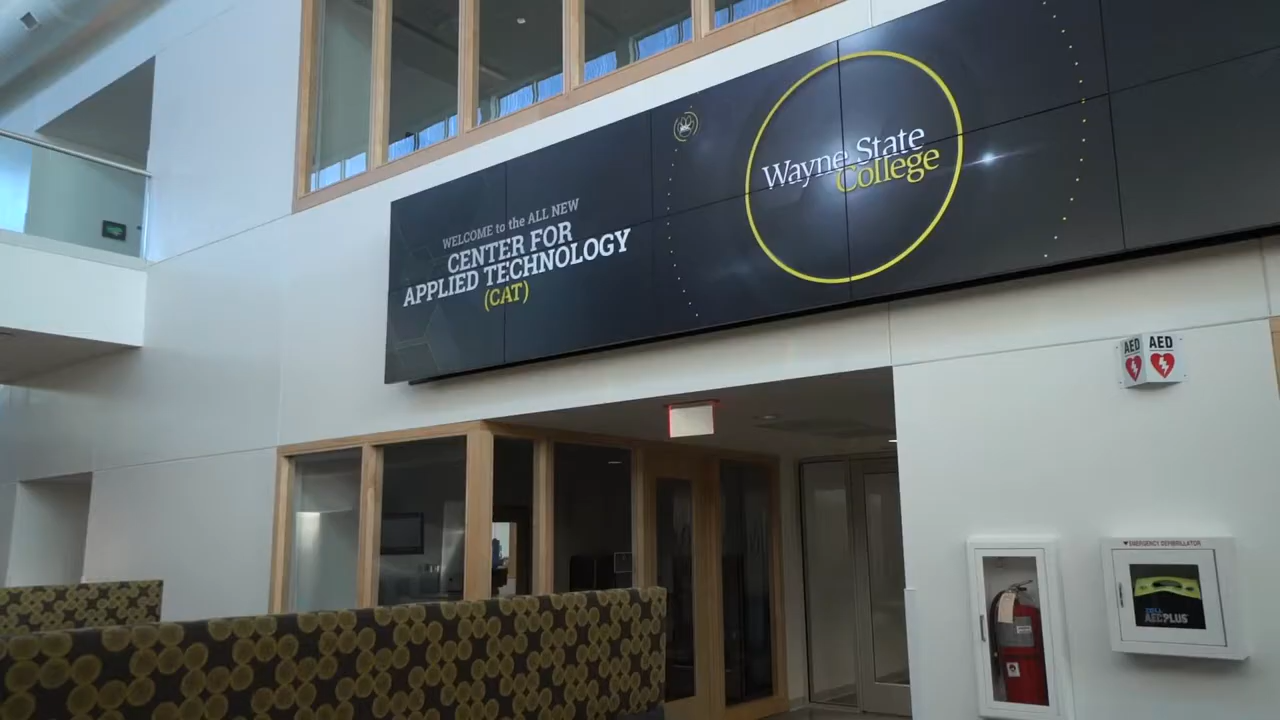 WELCOME to the ALL NEW
CENTER FOR
APPLIED TECHNOLOGY
(CAT)
Wayne State
College
AED
AED
EMERGENCY DEFIBRILLATOR
ZOLL
AED PLUS